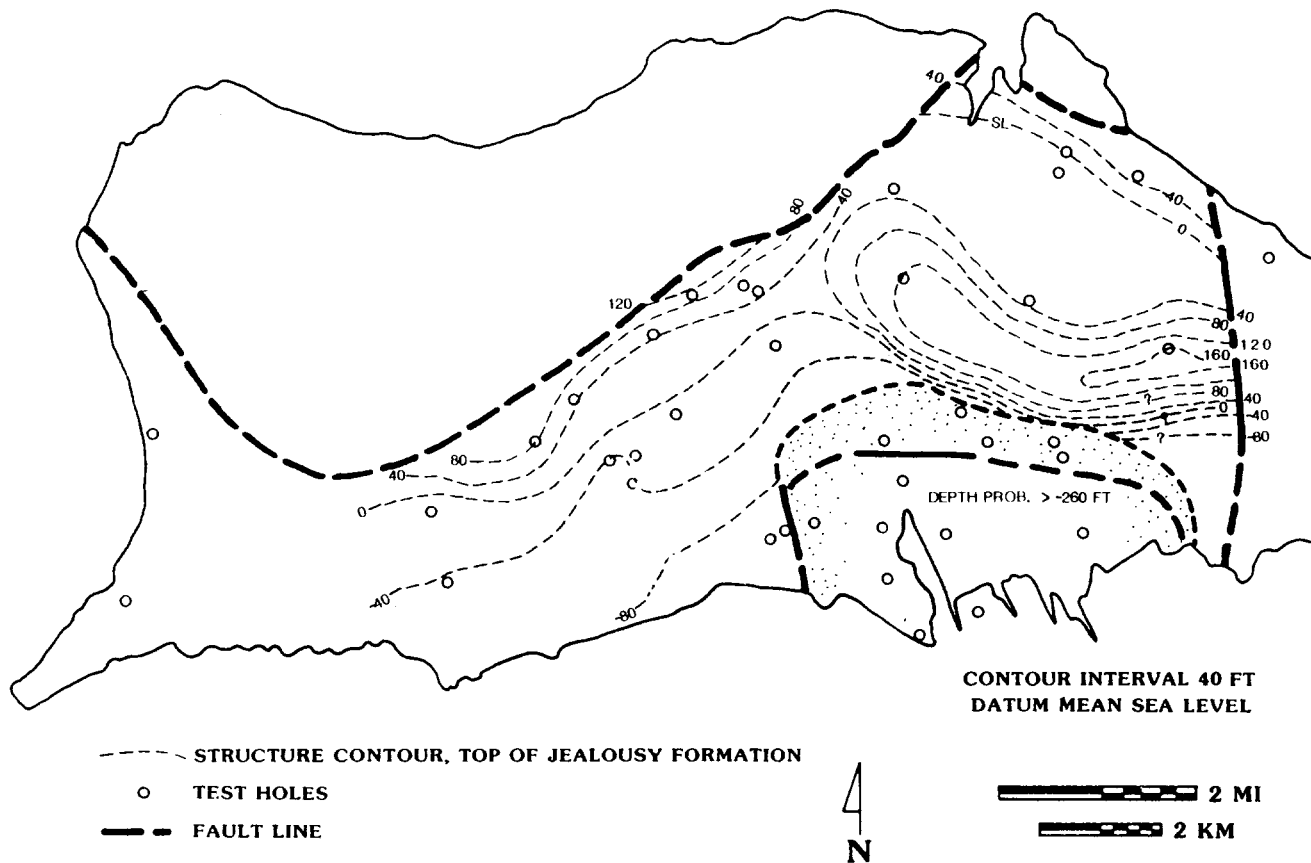 40
SL
80
40
-40
0
120
40
80
120
160
160
80
?
40
0
-40
?
-80
80
40
0
DEPTH PROB. > -260 FT
-40
-80
CONTOUR INTERVAL 40 FT
DATUM MEAN SEA LEVEL
STRUCTURE CONTOUR, TOP OF JEALOUSY FORMATION
TEST HOLES
FAULT LINE
N
2 MI
2 KM